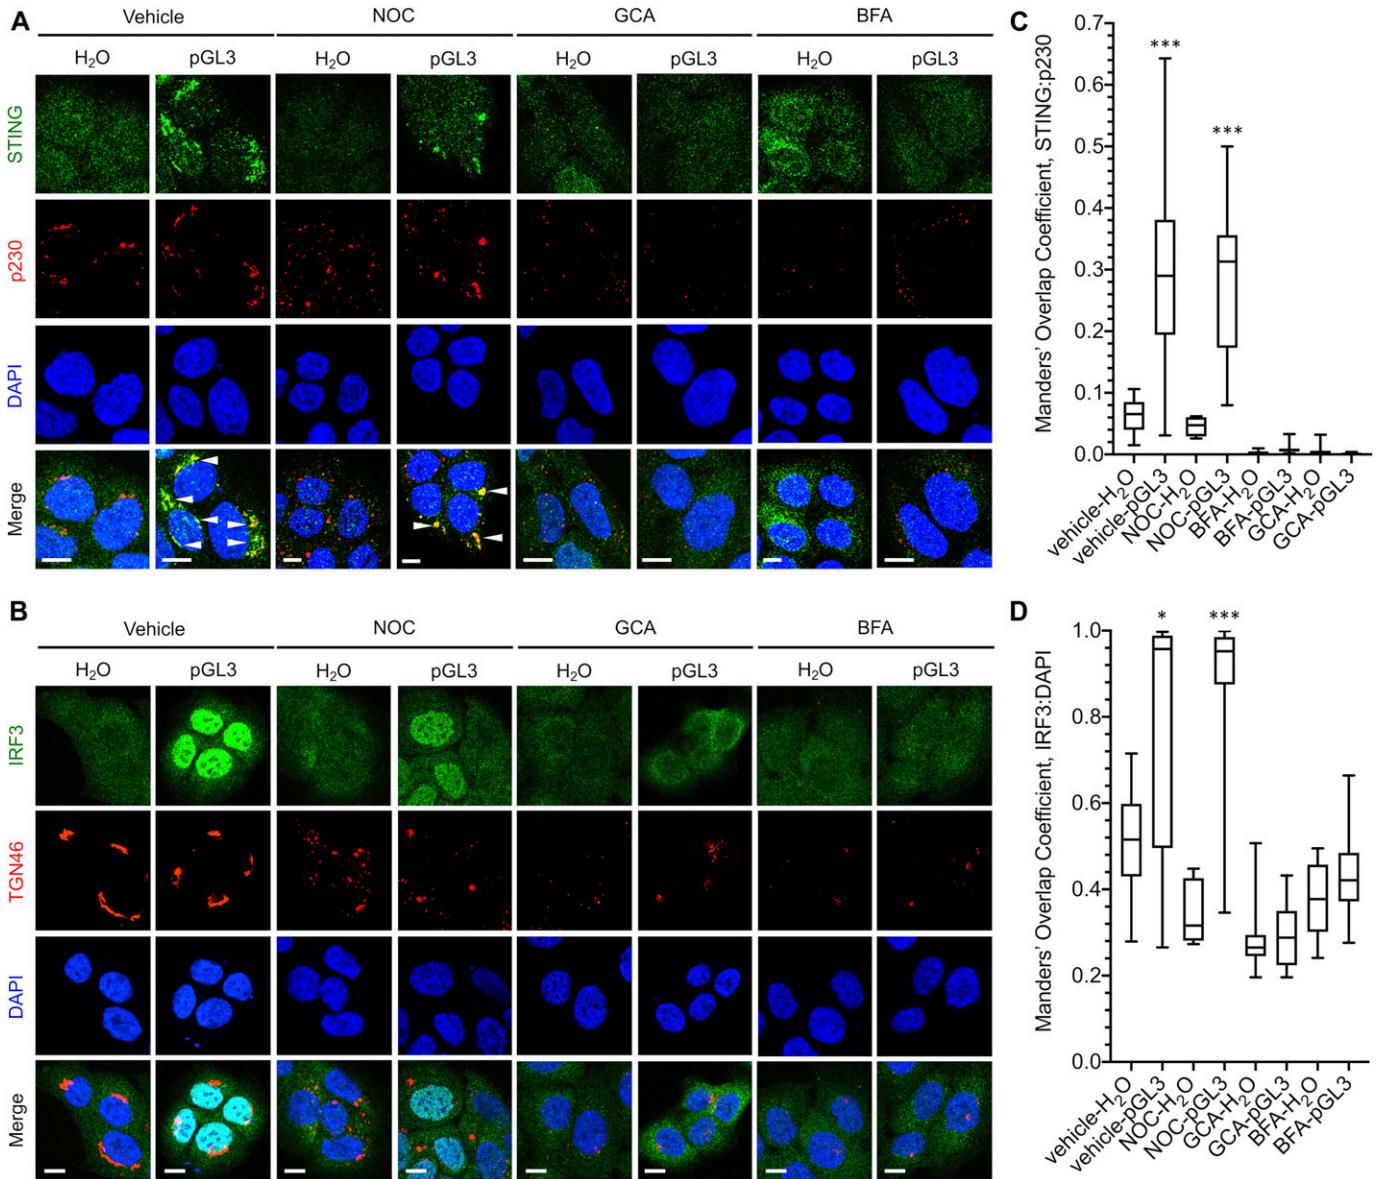 A
Vehicle NOC GCA BFA
H₂O pGL3 H₂O pGL3 H₂O pGL3 H₂O pGL3
STING
p230
DAPI
Merge
C
Manders' Overlap Coefficient, STING:p230
0.7
0.6
0.5
0.4
0.3
0.2
0.1
0.0
***
***
vehicle-H₂O
vehicle-pGL3
NOC-H₂O
NOC-pGL3
BFA-H₂O
BFA-pGL3
GCA-H₂O
GCA-pGL3
B
Vehicle NOC GCA BFA
H₂O pGL3 H₂O pGL3 H₂O pGL3 H₂O pGL3
IRF3
TGN46
DAPI
Merge
D
Manders' Overlap Coefficient, IRF3:DAPI
1.0
0.8
0.6
0.4
0.2
0.0
*
***
vehicle-H₂O
vehicle-pGL3
NOC-H₂O
NOC-pGL3
GCA-H₂O
GCA-pGL3
BFA-H₂O
BFA-pGL3